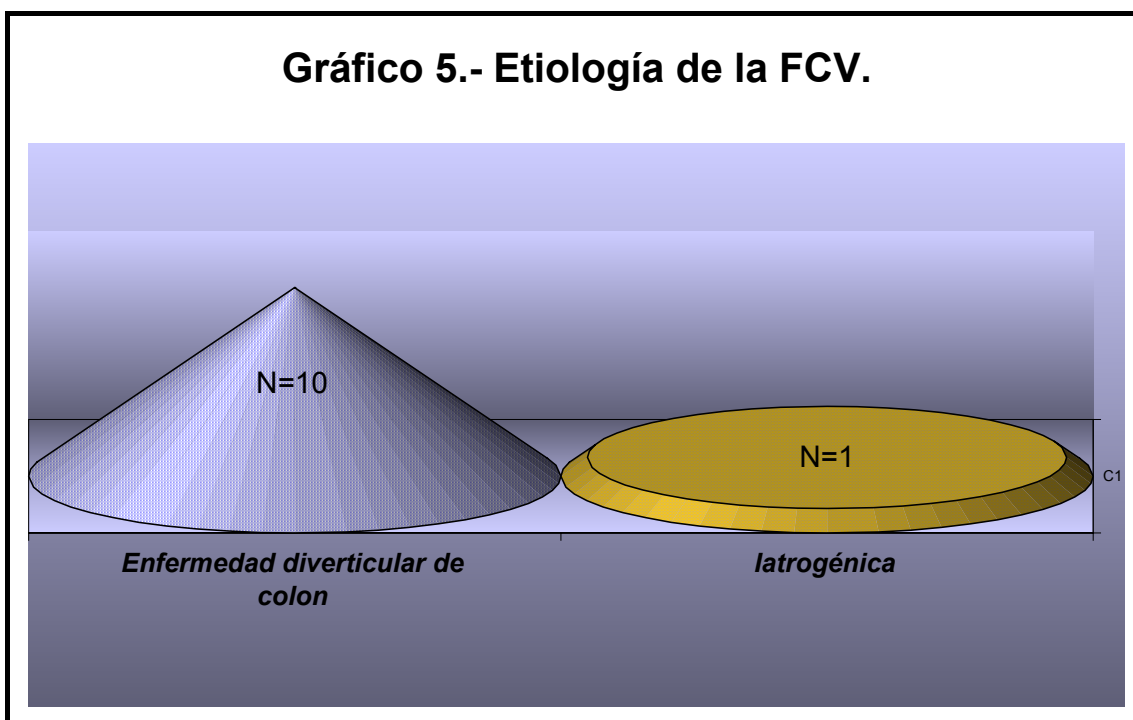 Gráfico 5.- Etiología de la FCV.
N=10
N=1
C1
Enfermedad diverticular de
colon
Iatrogénica